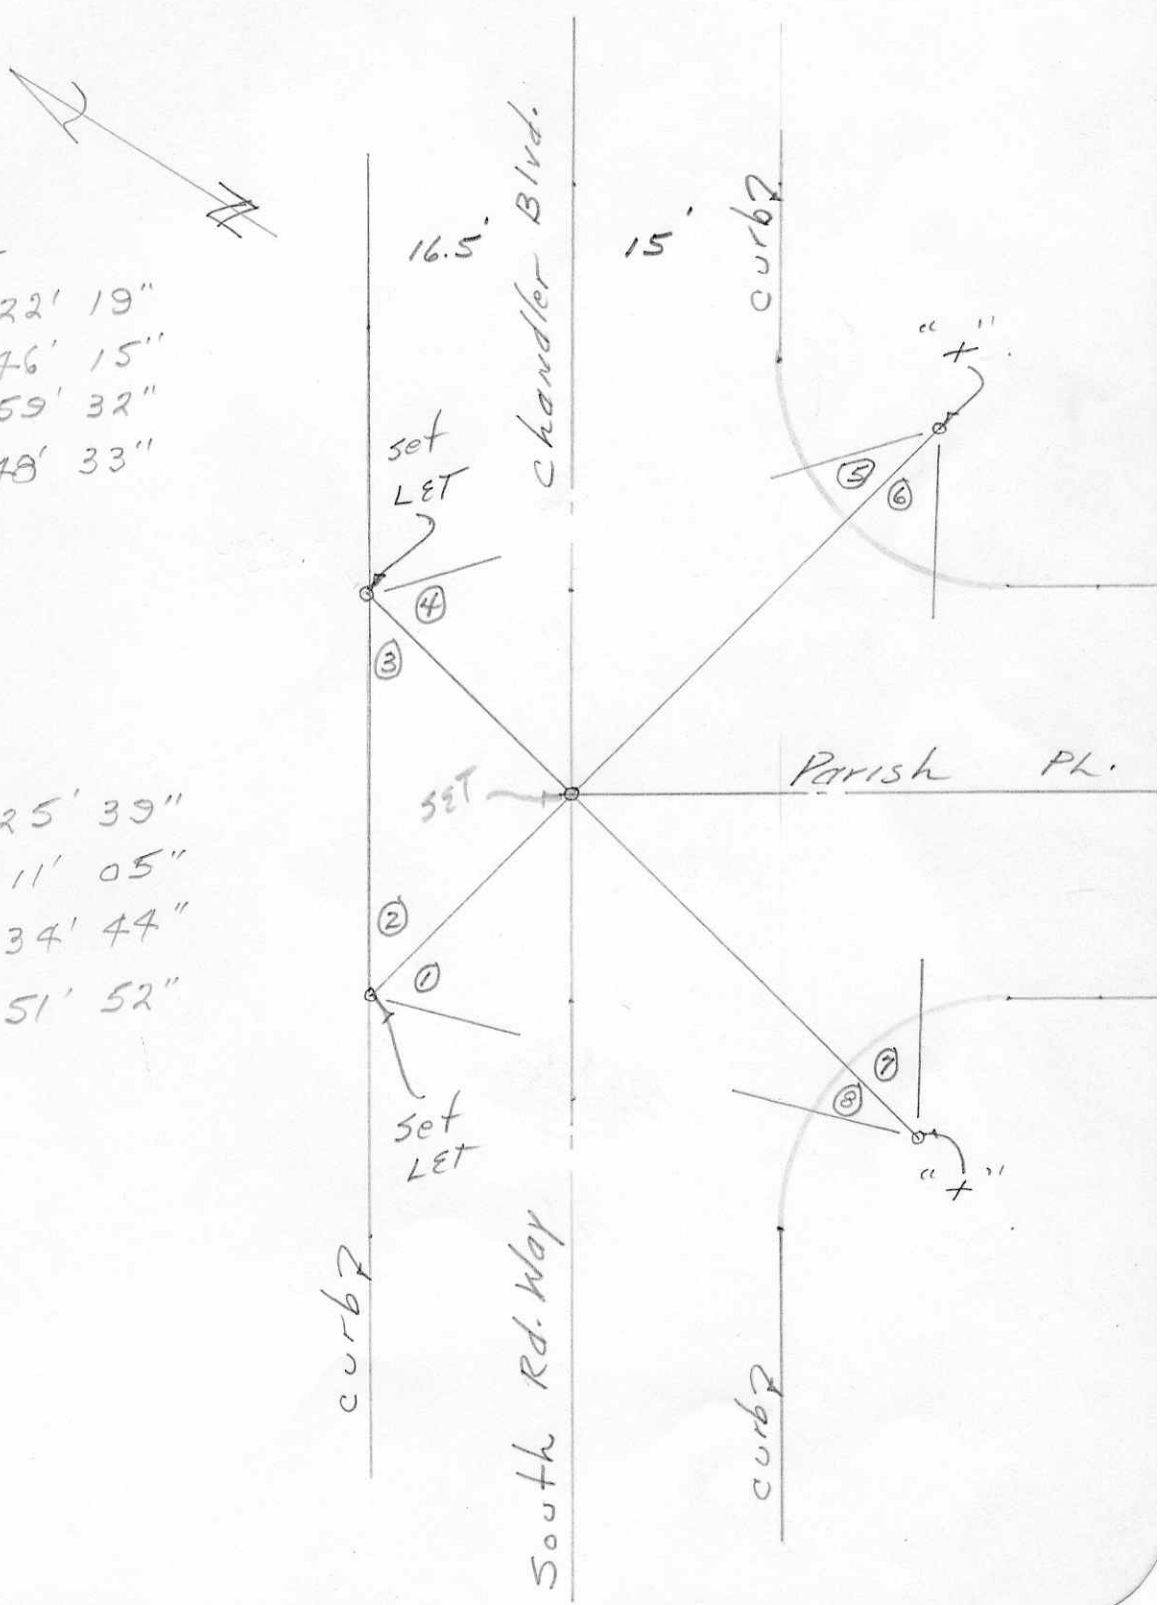 22' 19"
46' 15"
59' 32"
48' 33"
25' 39"
11' 05"
34' 44"
51' 52"
N
16.5'
Chandler Blvd.
15'
curb
"+"
set
LET
④
③
⑤
⑥
SET
Parish PL.
②
①
⑦
⑧
set
LET
"+"
curb
South Rd. Way
curb